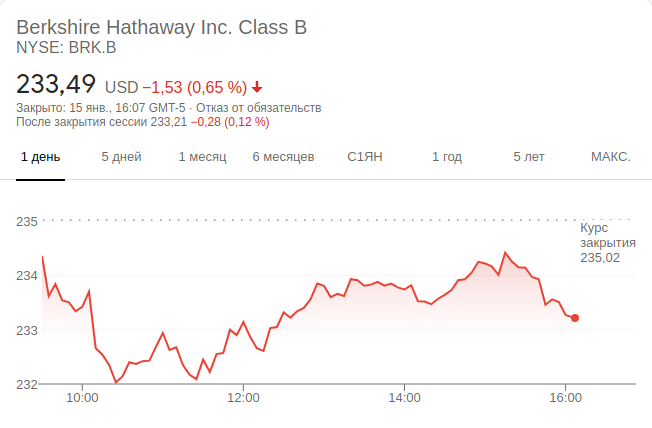 Berkshire Hathaway Inc. Class B
NYSE: BRK.B
233,49 USD −1,53 (0,65 %)
Закрыто: 15 янв., 16:07 GMT-5 · Отказ от обязательств
После закрытия сессии 233,21 −0,28 (0,12 %)
1 день 5 дней 1 месяц 6 месяцев С1ЯН 1 год 5 лет МАКС.
235
Курс
закрытия
235,02
234
233
232
10:00 12:00 14:00 16:00